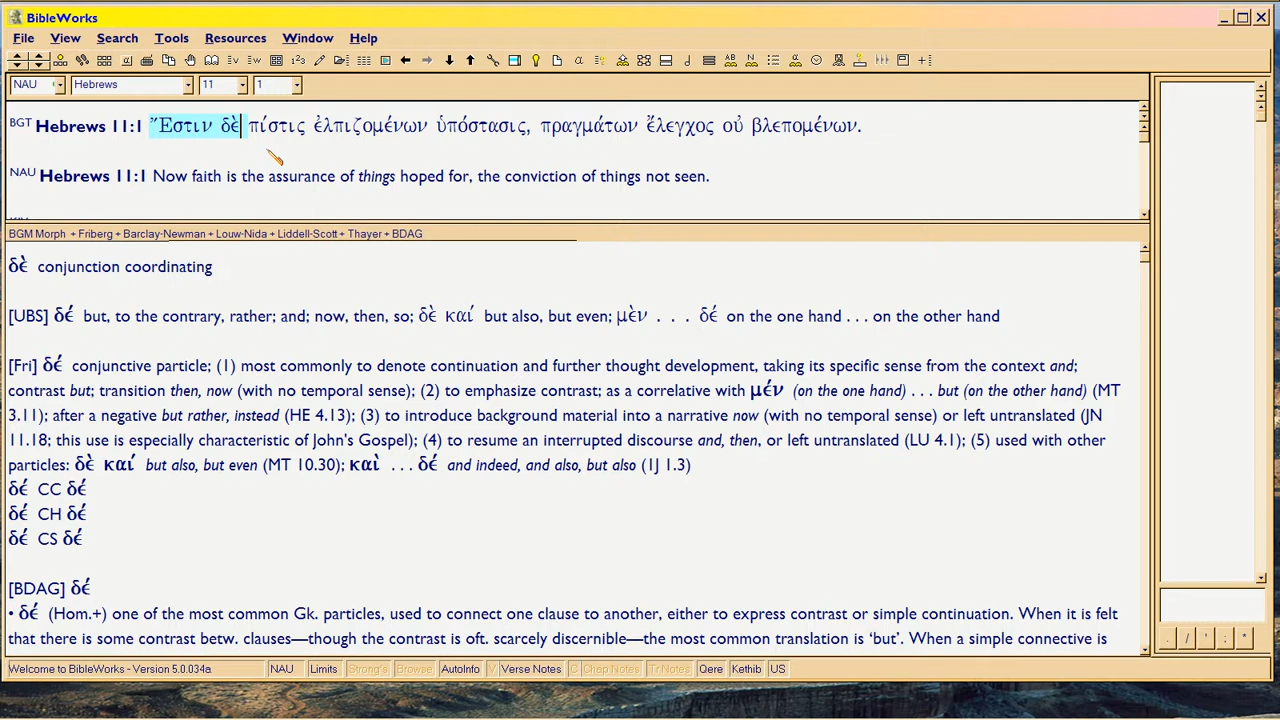 BibleWorks
File View Search Tools Resources Window Help
NAU Hebrews 11 1
BGT Hebrews 11:1 Ἔστιν δὲ πίστις ἐλπιζομένων ὑπόστασις, πραγμάτων ἔλεγχος οὐ βλεπομένων.
NAU Hebrews 11:1 Now faith is the assurance of things hoped for, the conviction of things not seen.
BGM Morph + Friberg + Barclay-Newman + Louw-Nida + Liddell-Scott + Thayer + BDAG
δὲ conjunction coordinating
[UBS] δέ but, to the contrary, rather; and; now, then, so; δὲ καί but also, but even; μὲν . . . δέ on the one hand . . . on the other hand
[Fri] δέ conjunctive particle; (1) most commonly to denote continuation and further thought development, taking its specific sense from the context and;
contrast but; transition then, now (with no temporal sense); (2) to emphasize contrast; as a correlative with μέν (on the one hand) . . . but (on the other hand) (MT
3.11); after a negative but rather, instead (HE 4.13); (3) to introduce background material into a narrative now (with no temporal sense) or left untranslated (JN
11.18; this use is especially characteristic of John's Gospel); (4) to resume an interrupted discourse and, then, or left untranslated (LU 4.1); (5) used with other
particles: δὲ καί but also, but even (MT 10.30); καὶ . . . δέ and indeed, and also, but also (1J 1.3)
δέ CC δέ
δέ CH δέ
δέ CS δέ
[BDAG] δέ
• δέ (Hom.+) one of the most common Gk. particles, used to connect one clause to another, either to express contrast or simple continuation. When it is felt
that there is some contrast betw. clauses—though the contrast is oft. scarcely discernible—the most common translation is ‘but’. When a simple connective is
. / ' ; *
Welcome to BibleWorks - Version 5.0.034a NAU Limits Strong's Browse AutoInfo V Verse Notes C Chap Notes Tr.Notes Qere Kethib US